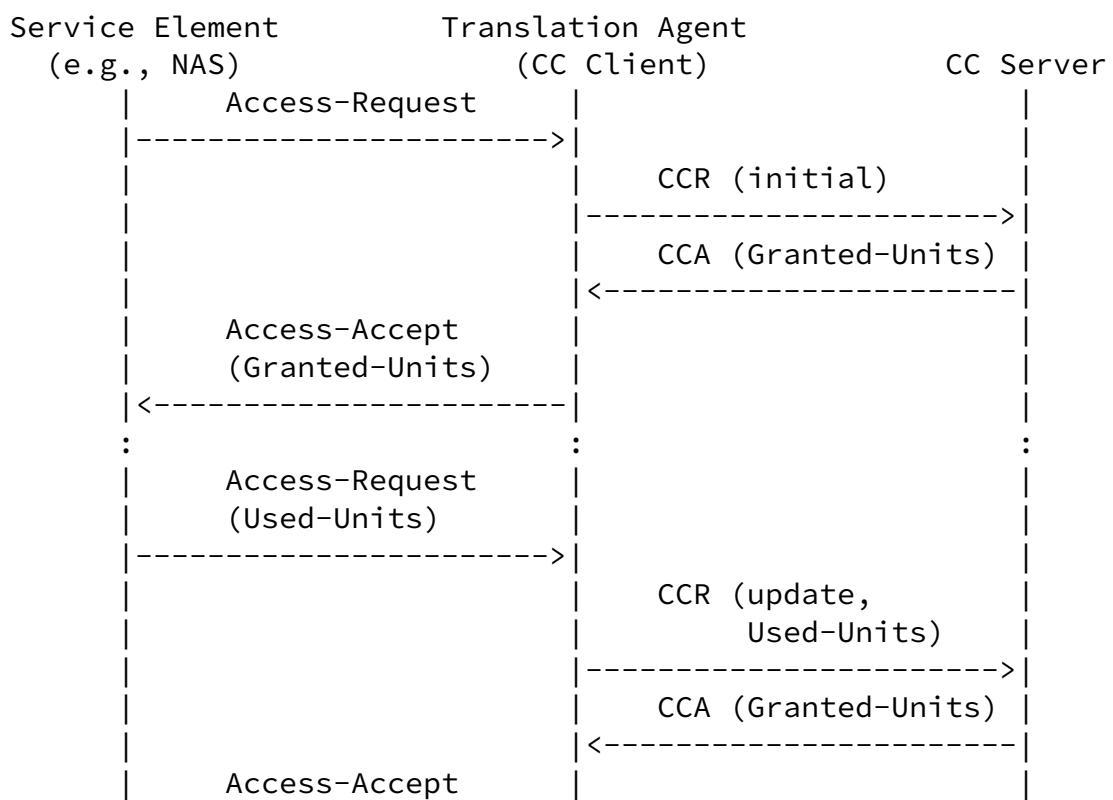 Service Element Translation Agent
(e.g., NAS) (CC Client) CC Server
Access-Request
CCR (initial)
CCA (Granted-Units)
Access-Accept
(Granted-Units)
Access-Request
(Used-Units)
CCR (update,
Used-Units)
CCA (Granted-Units)
Access-Accept